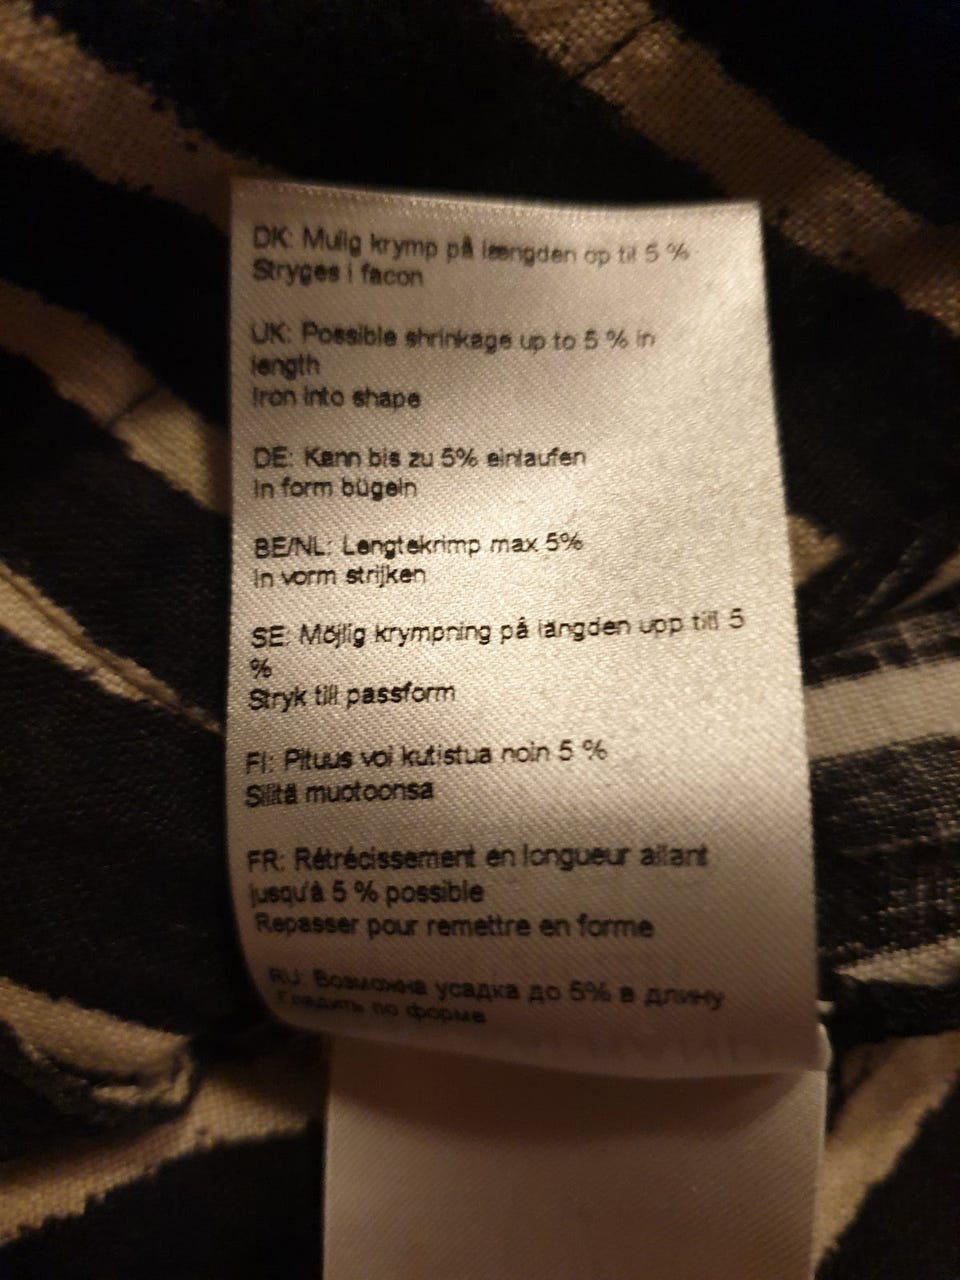 DK: Mulig krymp på længden op til 5 %
Stryges i facon
UK: Possible shrinkage up to 5 % in
length
Iron into shape
DE: Kann bis zu 5% einlaufen
In form bügeln
BE/NL: Lengtekrimp max 5%
In vorm strijken
SE: Möjlig krympning på längden upp till 5
%
Stryk till passform
FI: Pituus voi kutistua noin 5 %
Silitä muotoonsa
FR: Rétrécissement en longueur allant
jusqu'à 5 % possible
Repasser pour remettre en forme
RU: Возможна усадка до 5% в длину
Гладить по форме